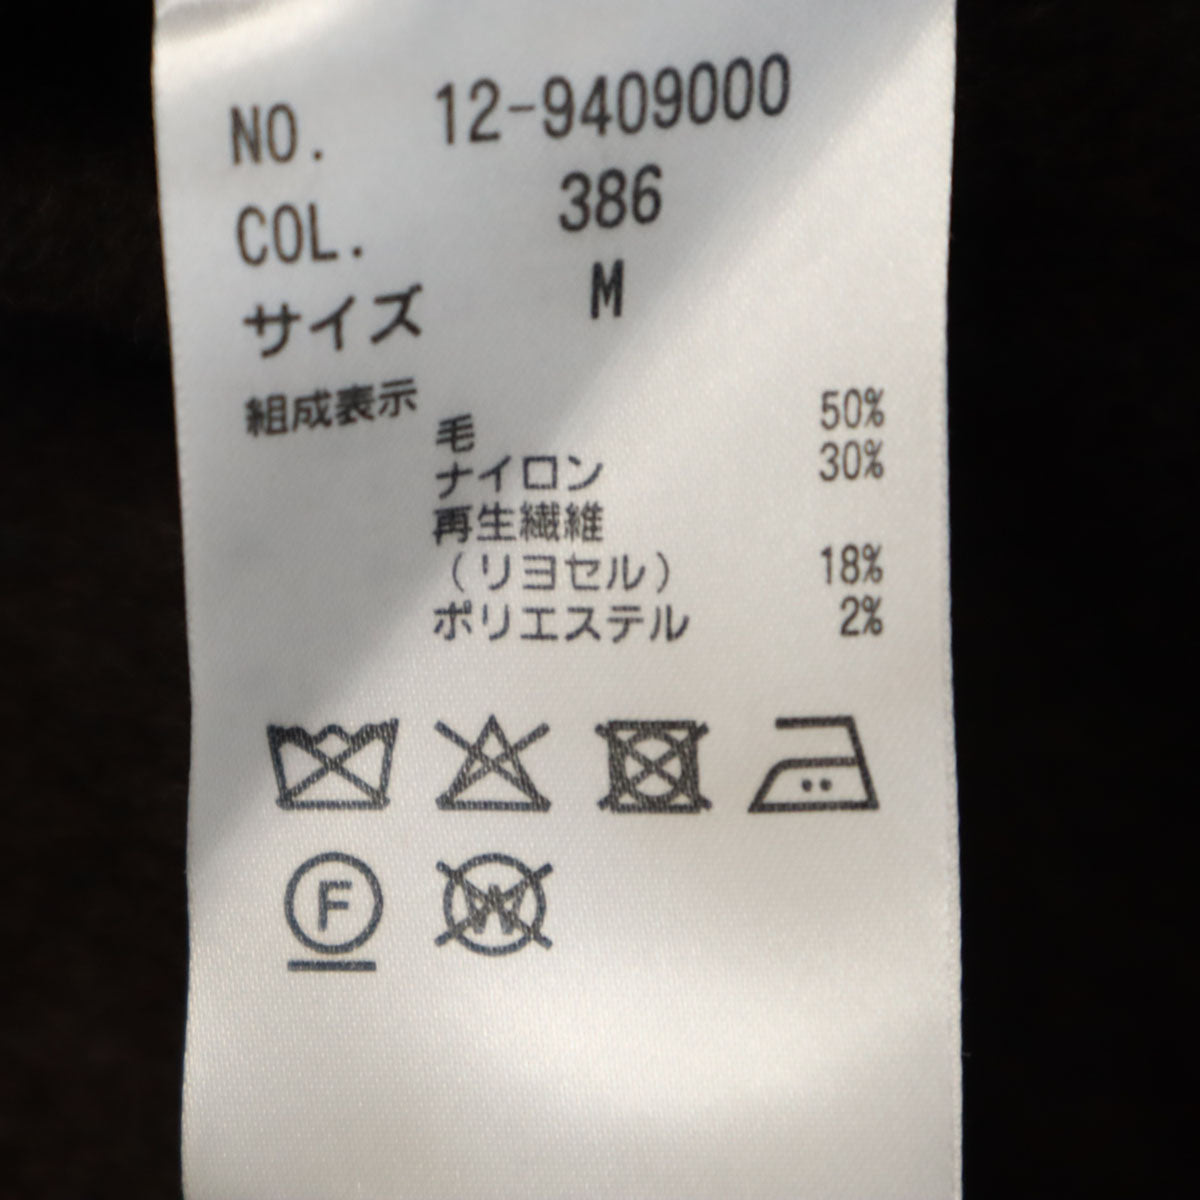 NO. 12-9409000
COL. 386
サイズ M
組成表示
毛 50%
ナイロン 30%
再生繊維
(リヨセル) 18%
ポリエステル 2%
F W